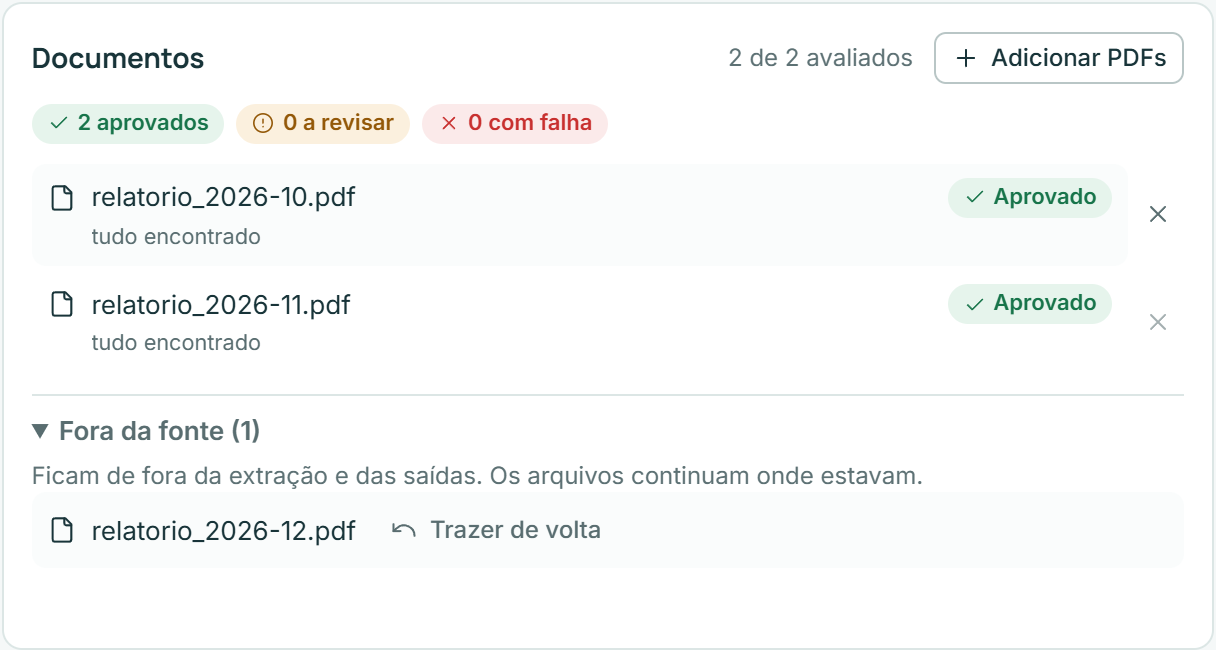 Documentos
2 de 2 avaliados
Adicionar PDFs
2 aprovados
0 a revisar
0 com falha
relatorio_2026-10.pdf
Aprovado
tudo encontrado
relatorio_2026-11.pdf
Aprovado
tudo encontrado
Fora da fonte (1)
Ficam de fora da extração e das saídas. Os arquivos continuam onde estavam.
relatorio_2026-12.pdf
Trazer de volta